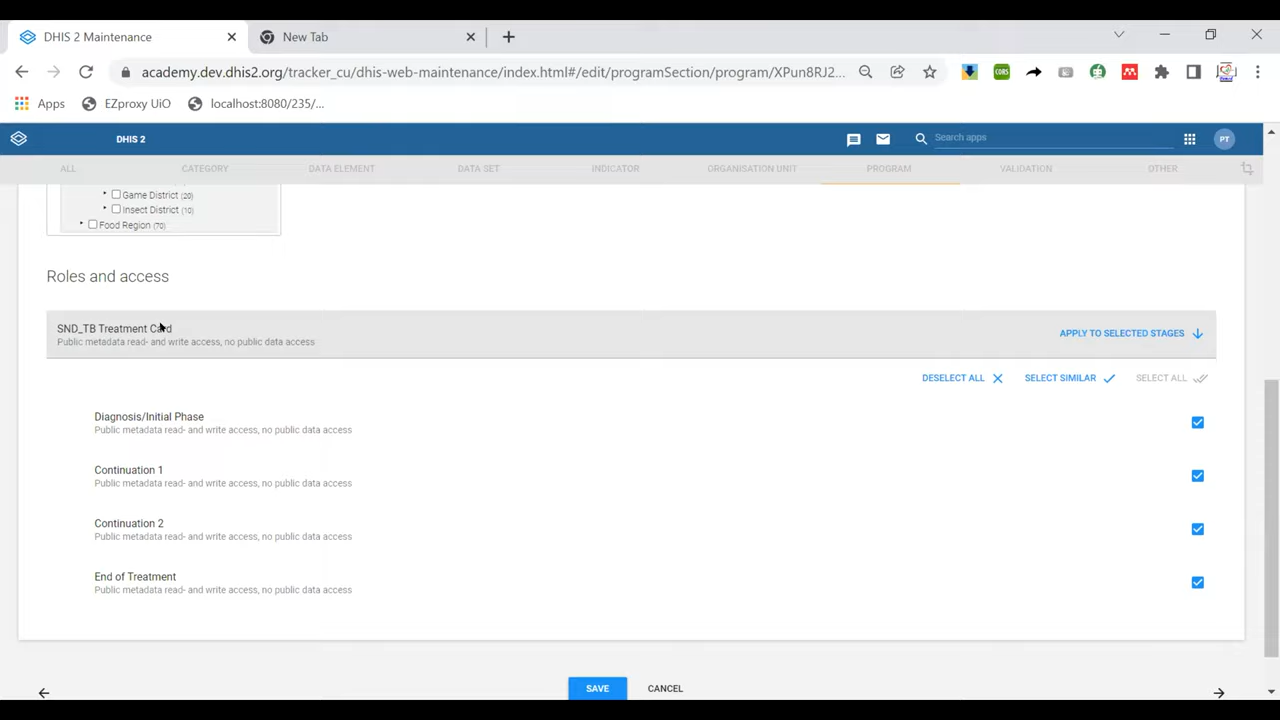 DHIS 2 Maintenance
New Tab
academy.dev.dhis2.org/tracker_cu/dhis-web-maintenance/index.html#/edit/programSection/program/XPun8RJ2...
Apps
EZproxy UiO
localhost:8080/235/...
DHIS 2
Search apps
PT
ALL
CATEGORY
DATA ELEMENT
DATA SET
INDICATOR
ORGANISATION UNIT
PROGRAM
VALIDATION
OTHER
Game District (20)
Insect District (10)
Food Region (70)
Roles and access
SND_TB Treatment Card
Public metadata read- and write access, no public data access
APPLY TO SELECTED STAGES
DESELECT ALL
SELECT SIMILAR
SELECT ALL
Diagnosis/Initial Phase
Public metadata read- and write access, no public data access
Continuation 1
Public metadata read- and write access, no public data access
Continuation 2
Public metadata read- and write access, no public data access
End of Treatment
Public metadata read- and write access, no public data access
SAVE
CANCEL